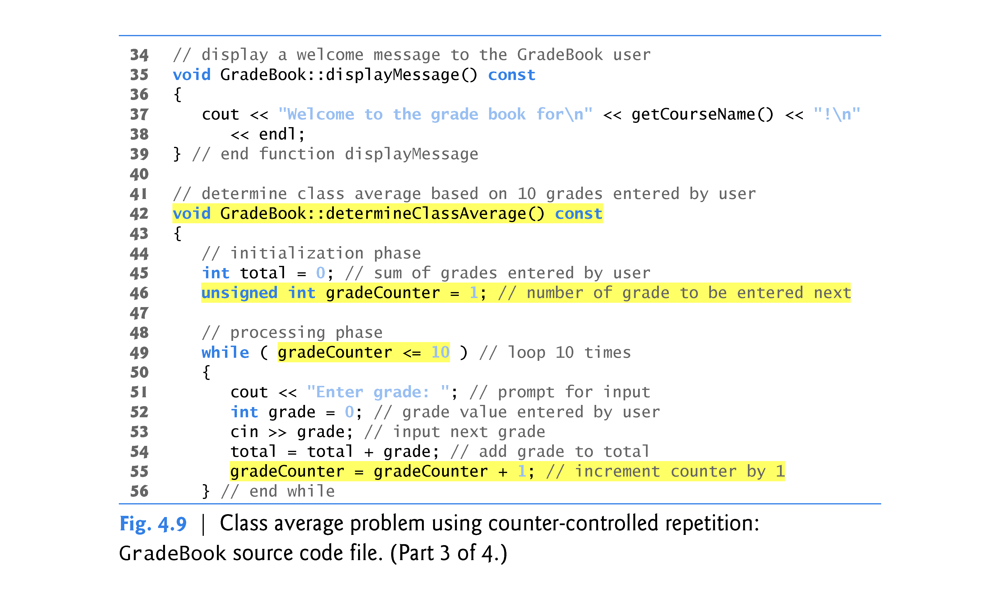 34 // display a welcome message to the GradeBook user
35 void GradeBook::displayMessage() const
36 {
37    cout << "Welcome to the grade book for\n" << getCourseName() << "!\n"
38       << endl;
39 } // end function displayMessage
40
41 // determine class average based on 10 grades entered by user
42 void GradeBook::determineClassAverage() const
43 {
44    // initialization phase
45    int total = 0; // sum of grades entered by user
46    unsigned int gradeCounter = 1; // number of grade to be entered next
47
48    // processing phase
49    while ( gradeCounter <= 10 ) // loop 10 times
50    {
51       cout << "Enter grade: "; // prompt for input
52       int grade = 0; // grade value entered by user
53       cin >> grade; // input next grade
54       total = total + grade; // add grade to total
55       gradeCounter = gradeCounter + 1; // increment counter by 1
56    } // end while
Fig. 4.9 | Class average problem using counter-controlled repetition:
GradeBook source code file. (Part 3 of 4.)